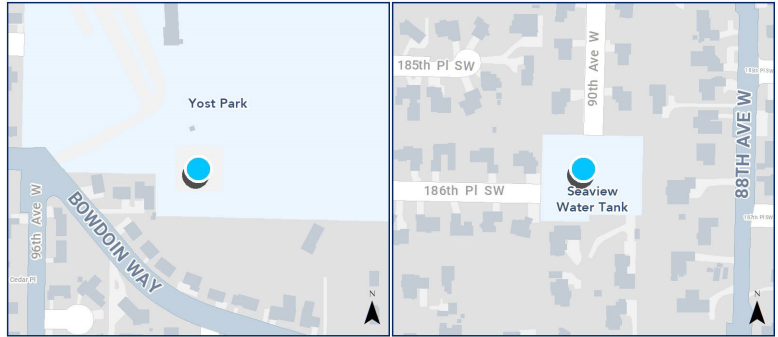 Yost Park
96th Ave W
BOWDOIN WAY
Cedar Pl
N
185th Pl SW
90th Ave W
88TH AVE W
186th Pl SW
Seaview
Water Tank
N